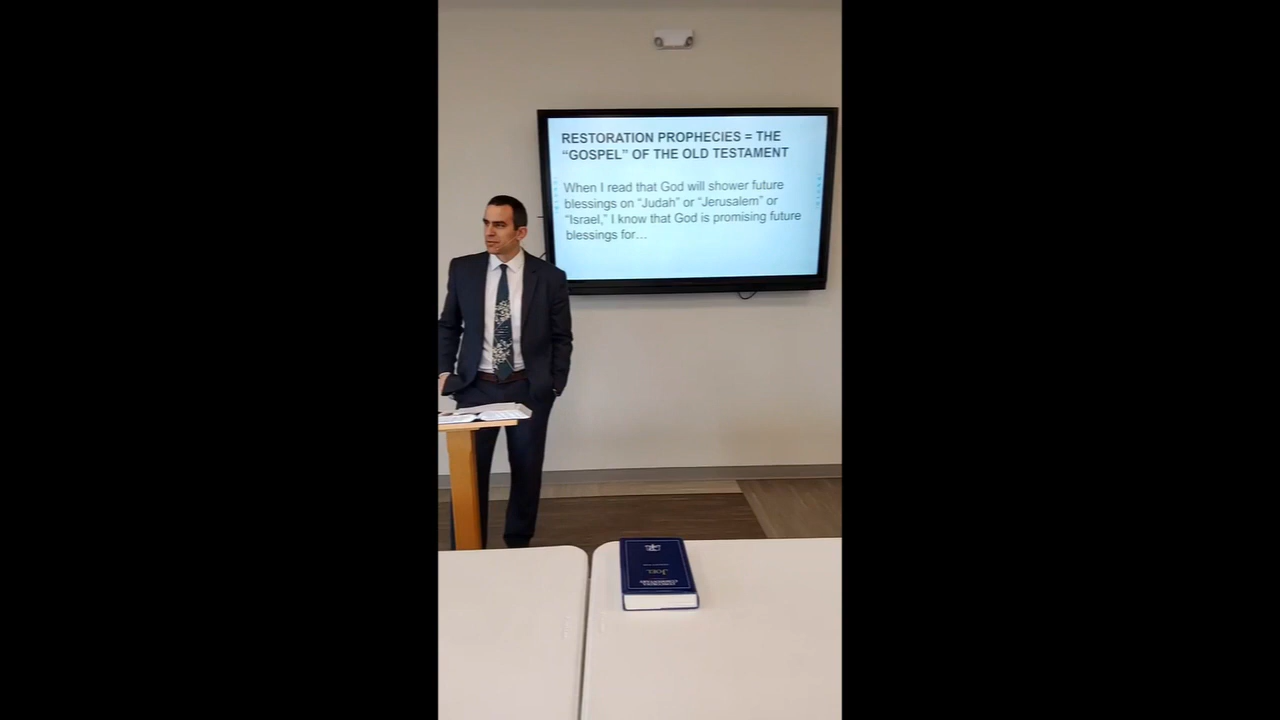 RESTORATION PROPHECIES = THE
“GOSPEL” OF THE OLD TESTAMENT
When I read that God will shower future
blessings on “Judah” or “Jerusalem” or
“Israel,” I know that God is promising future
blessings for…
JOEL